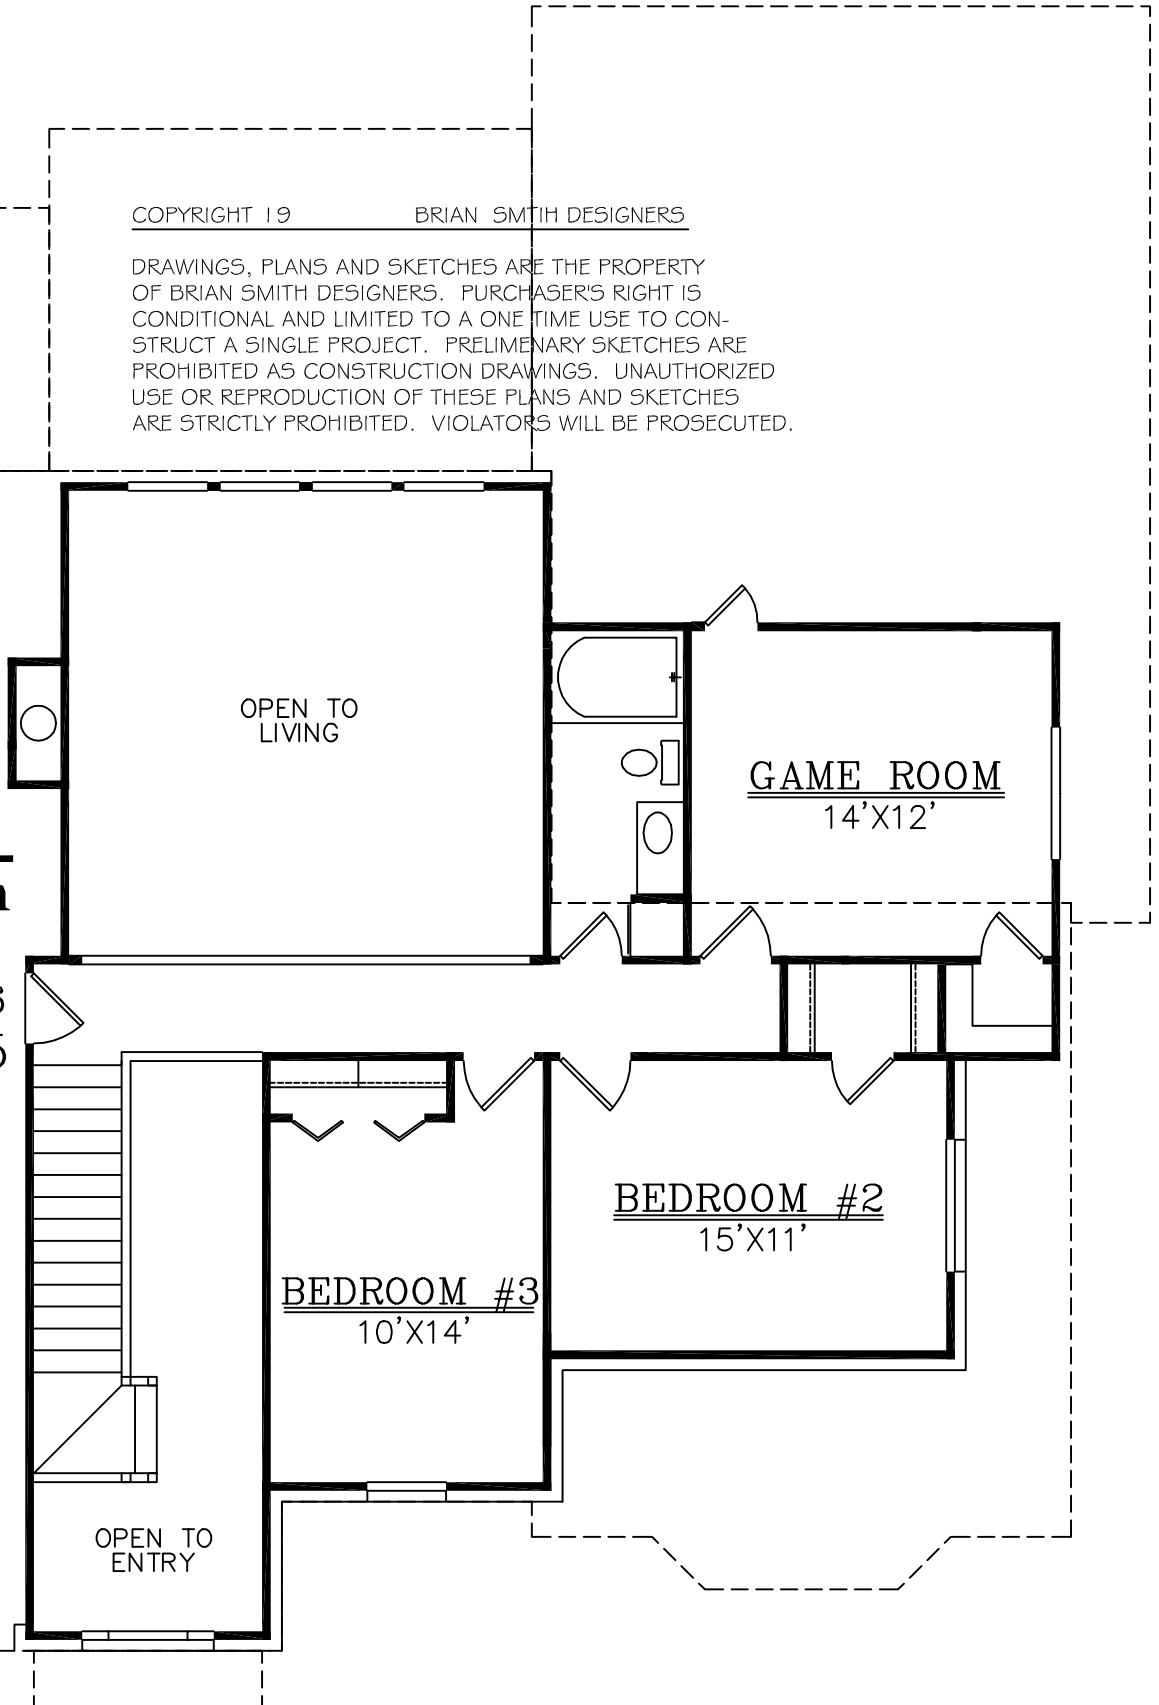 COPYRIGHT 19 BRIAN SMTIH DESIGNERS
DRAWINGS, PLANS AND SKETCHES ARE THE PROPERTY
OF BRIAN SMITH DESIGNERS. PURCHASER'S RIGHT IS
CONDITIONAL AND LIMITED TO A ONE TIME USE TO CON-
STRUCT A SINGLE PROJECT. PRELIMENARY SKETCHES ARE
PROHIBITED AS CONSTRUCTION DRAWINGS. UNAUTHORIZED
USE OR REPRODUCTION OF THESE PLANS AND SKETCHES
ARE STRICTLY PROHIBITED. VIOLATORS WILL BE PROSECUTED.
OPEN TO
LIVING
GAME ROOM
14'X12'
BEDROOM #2
15'X11'
BEDROOM #3
10'X14'
OPEN TO
ENTRY